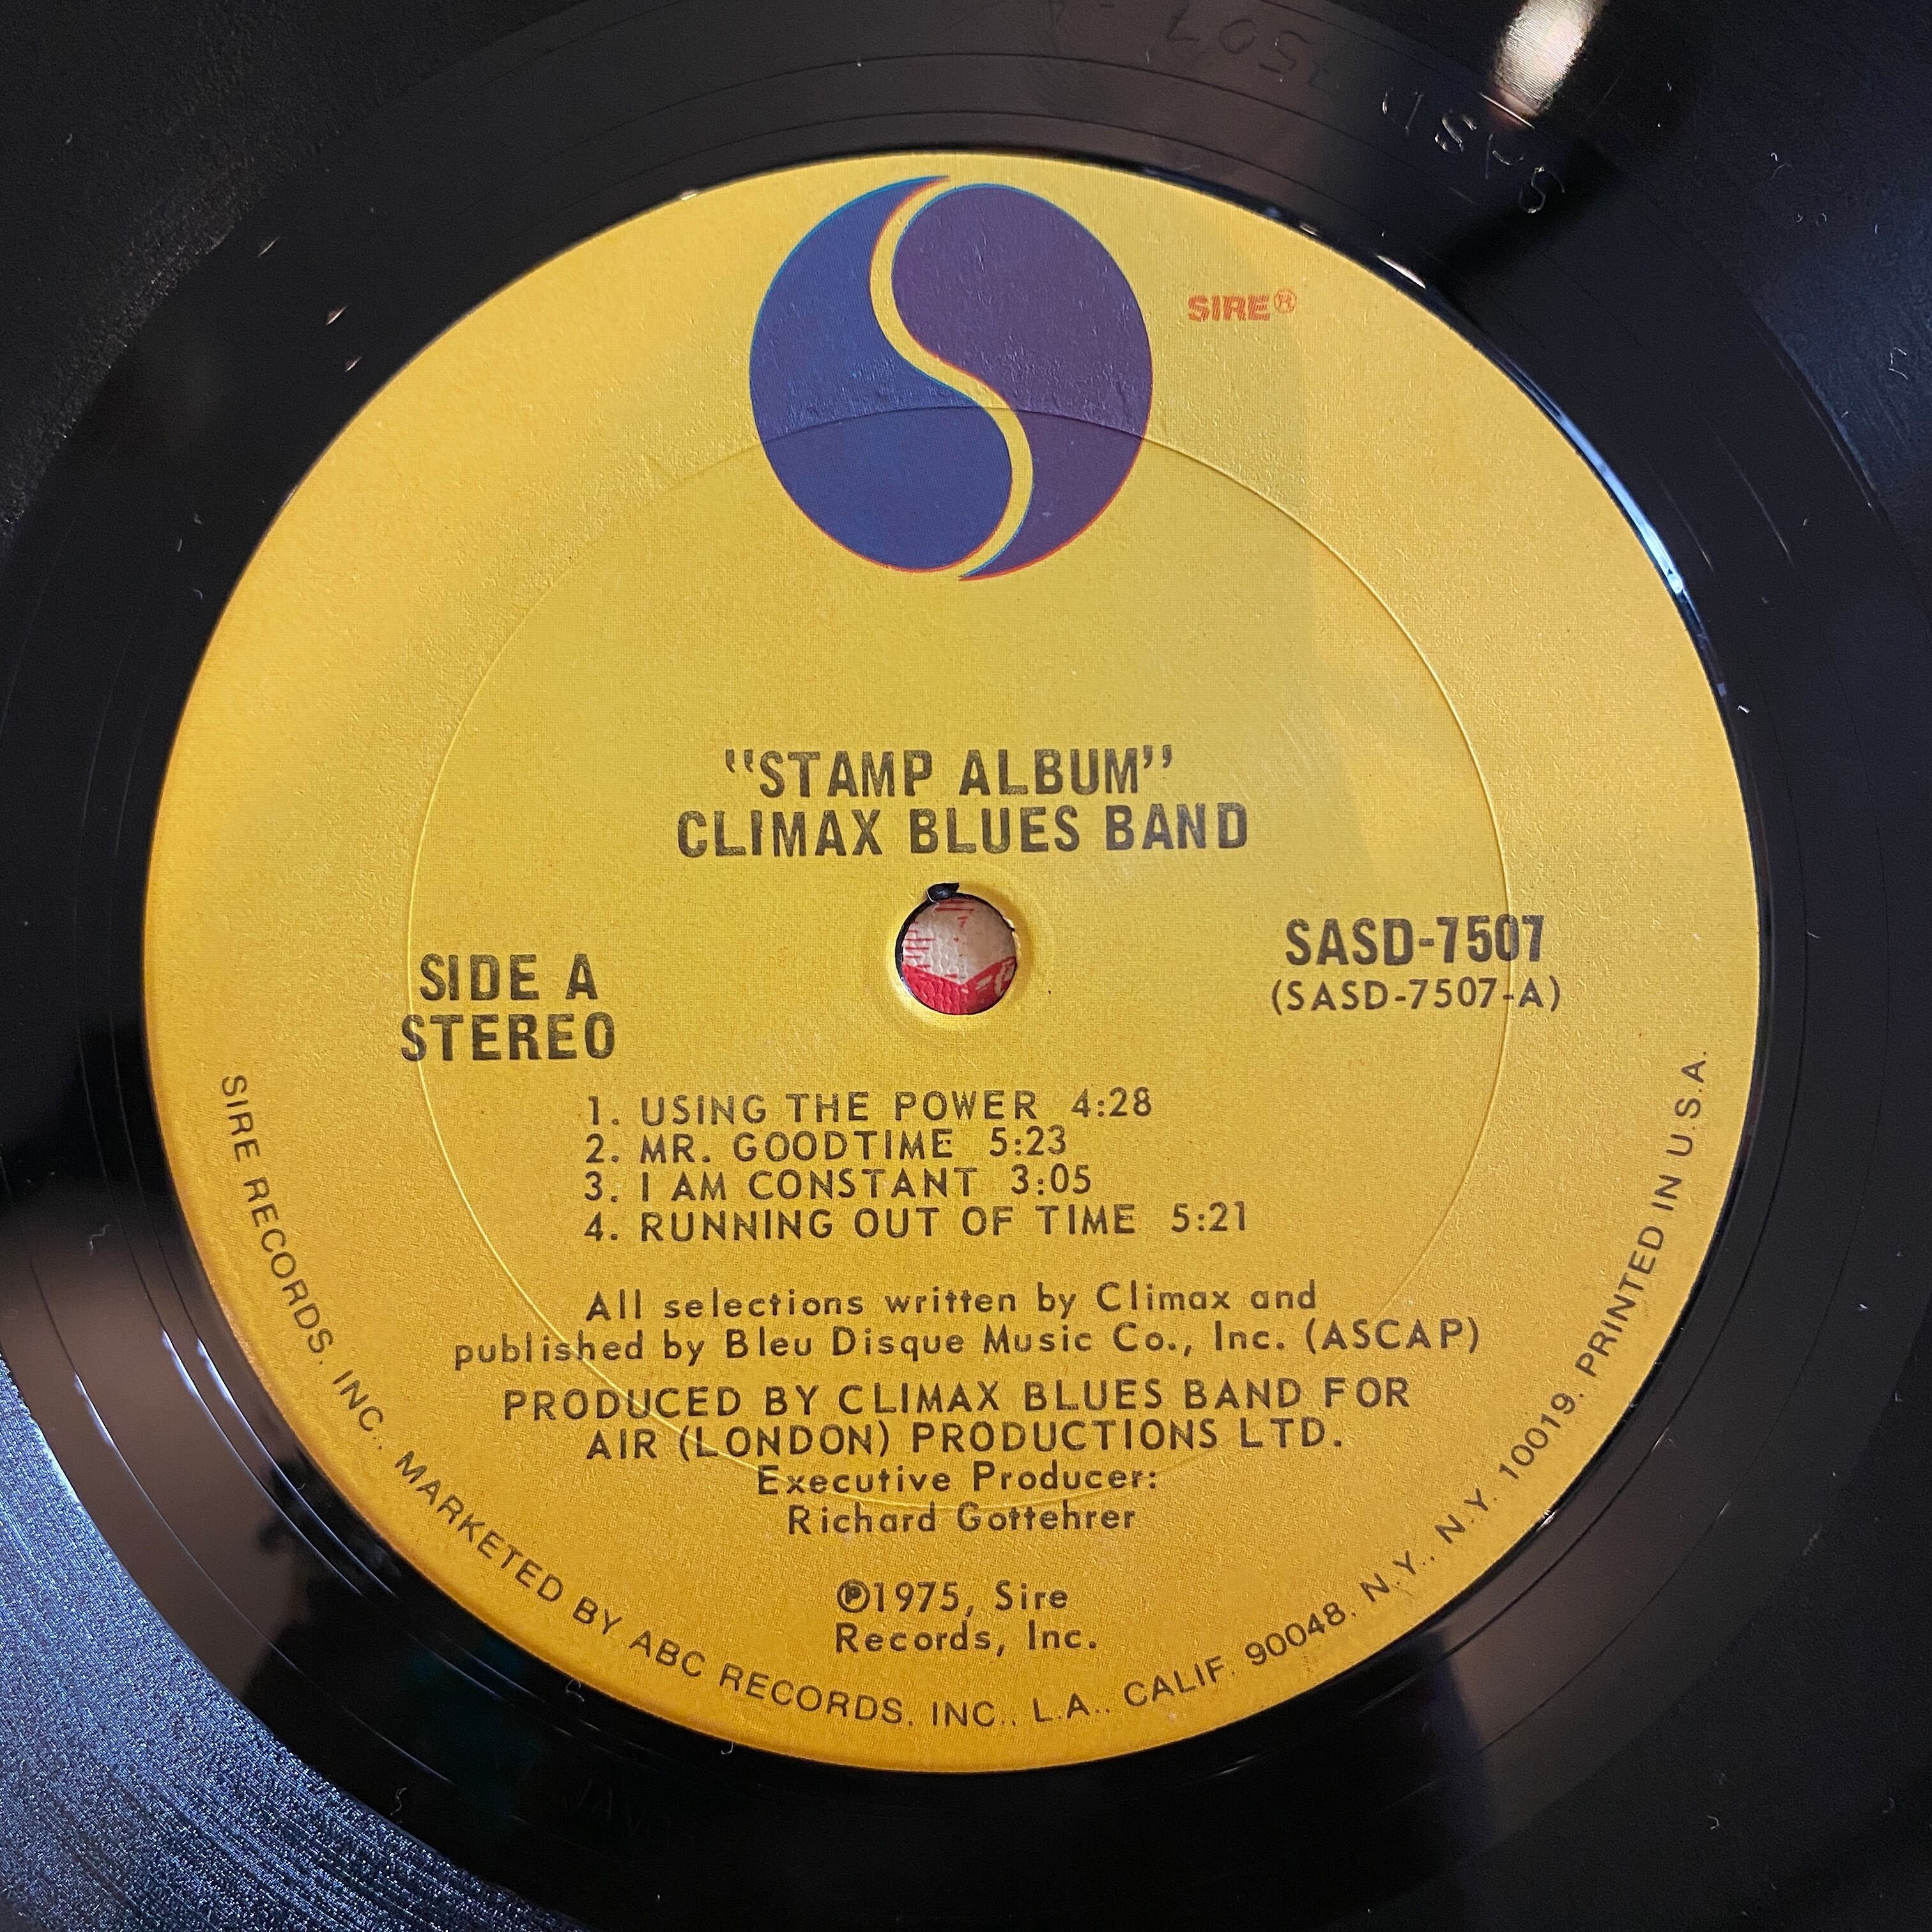 SASD 7507
SIRE®
"STAMP ALBUM"
CLIMAX BLUES BAND
SIDE A
STEREO
SASD-7507
(SASD-7507-A)
1. USING THE POWER 4:28
2. MR. GOODTIME 5:23
3. I AM CONSTANT 3:05
4. RUNNING OUT OF TIME 5:21
All selections written by Climax and
published by Bleu Disque Music Co., Inc. (ASCAP)
PRODUCED BY CLIMAX BLUES BAND FOR
AIR (LONDON) PRODUCTIONS LTD.
Executive Producer:
Richard Gottehrer
℗1975, Sire
Records, Inc.
SIRE RECORDS, INC., MARKETED BY ABC RECORDS, INC., L.A., CALIF. 90048, N.Y., N.Y. 10019. PRINTED IN U.S.A.